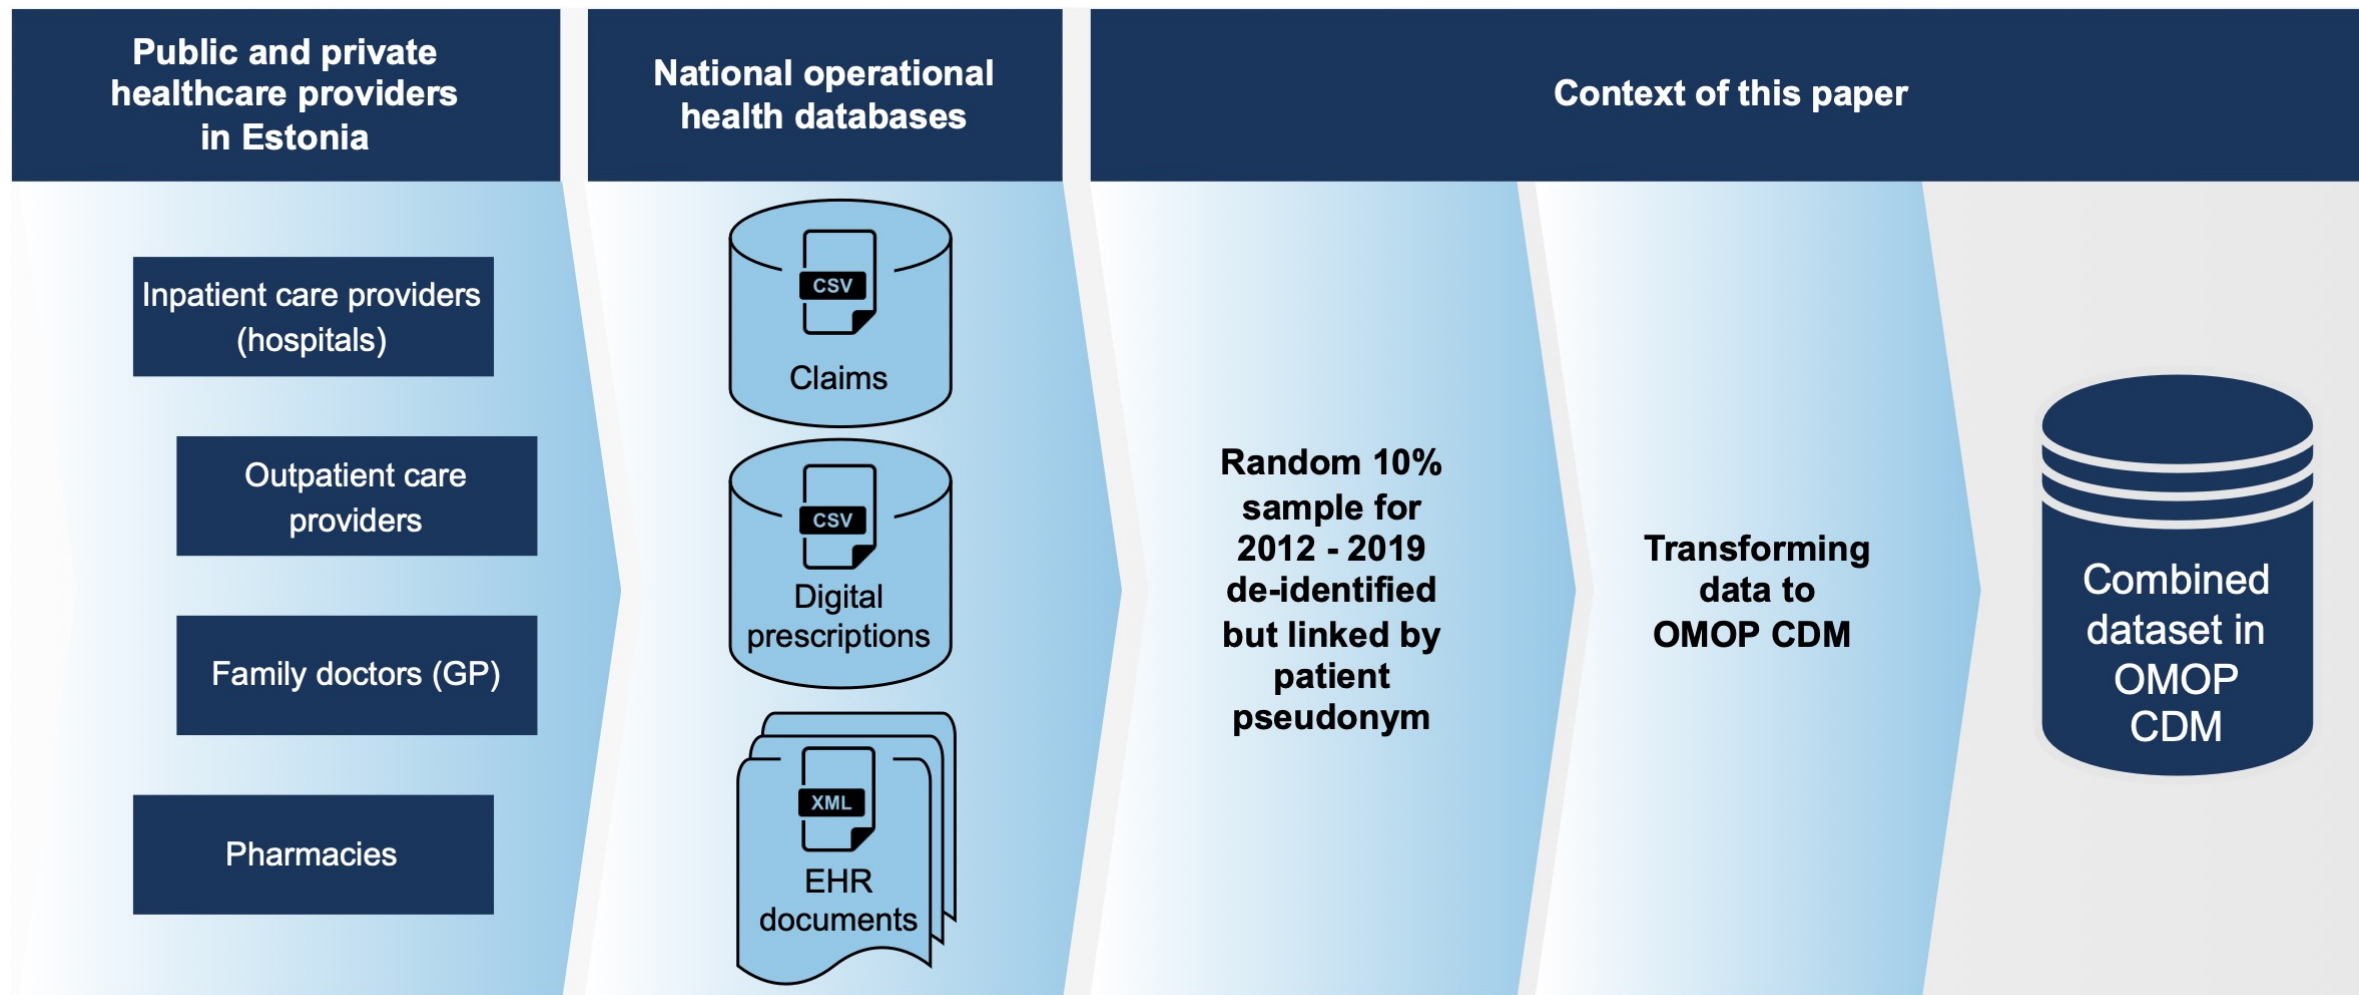 Public and private
healthcare providers
in Estonia
National operational
health databases
Context of this paper
Inpatient care providers
(hospitals)
Outpatient care
providers
Family doctors (GP)
Pharmacies
CSV
Claims
CSV
Digital
prescriptions
XML
EHR
documents
Random 10%
sample for
2012 - 2019
de-identified
but linked by
patient
pseudonym
Transforming
data to
OMOP CDM
Combined
dataset in
OMOP
CDM